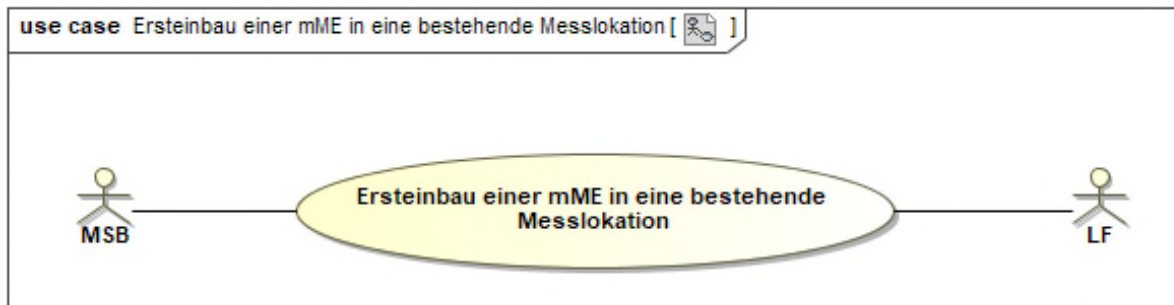 use case Ersteinbau einer mME in eine bestehende Messlokation [ ]
Ersteinbau einer mME in eine bestehende
Messlokation
MSB
LF